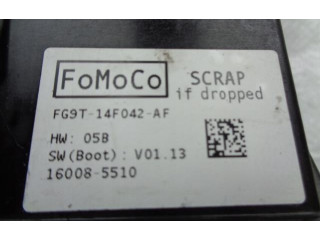 FoMoCo SCRAP
if dropped
FG9T-14F042-AF
HW: 05B
SW(Boot): V01.13
16008-5510